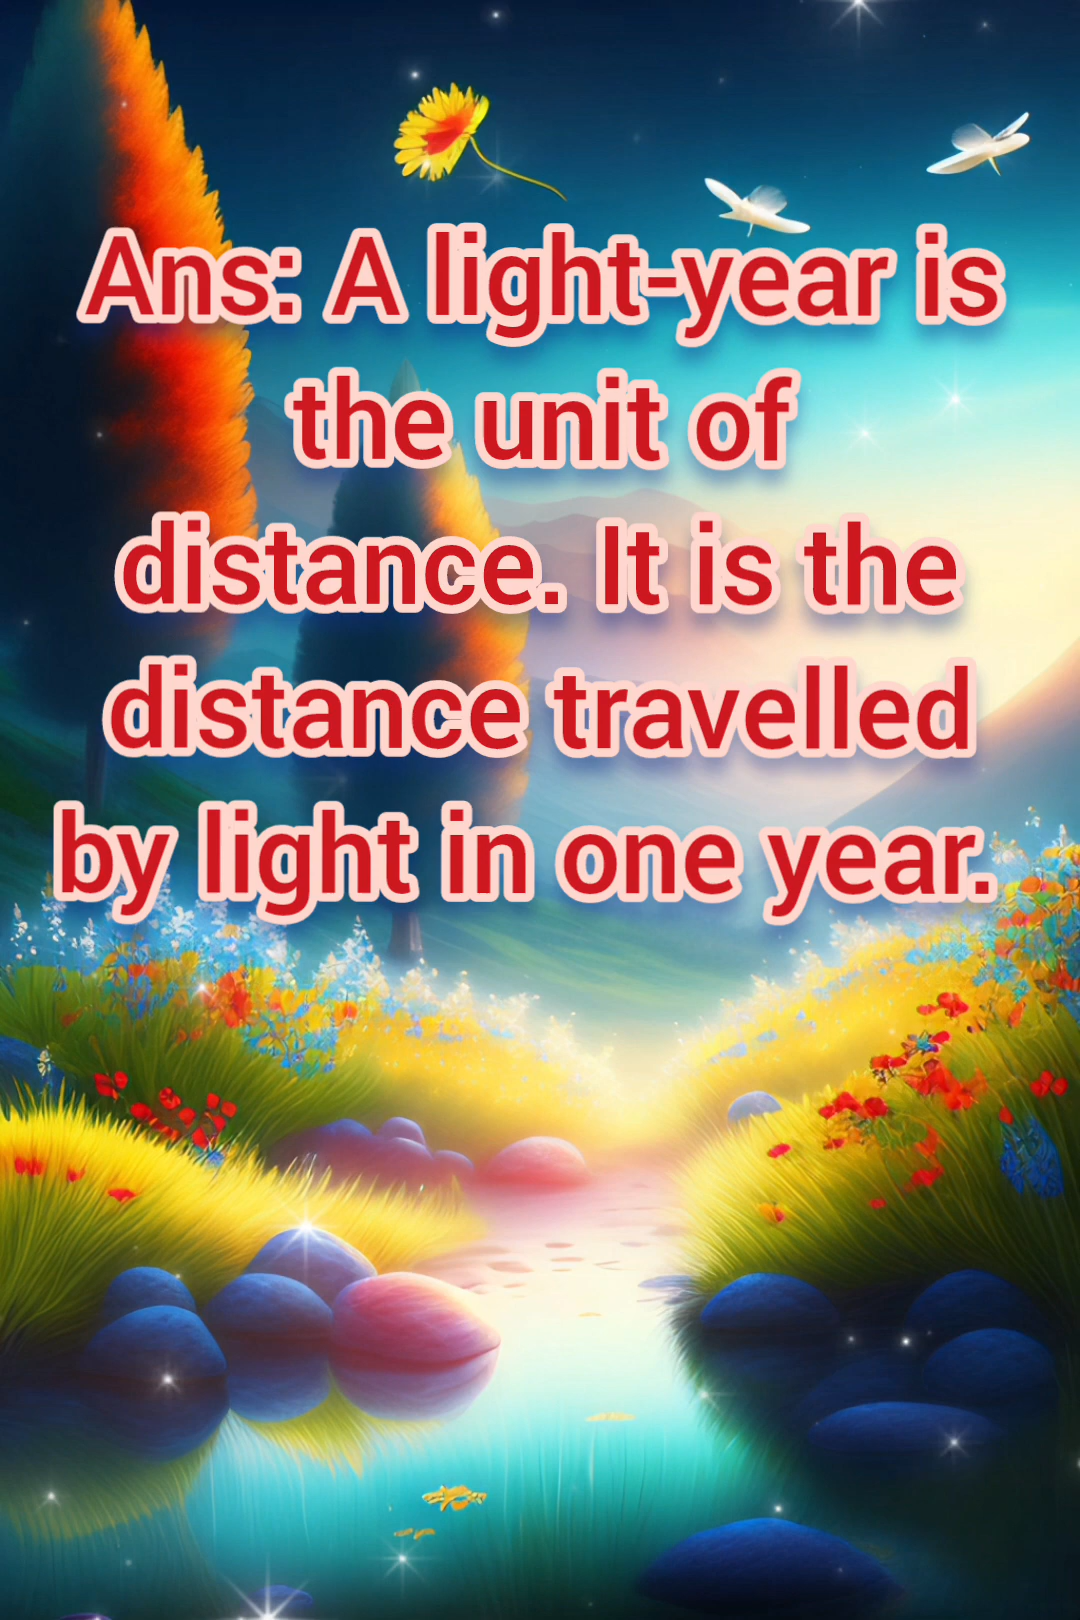 Ans: A light-year is
the unit of
distance. It is the
distance travelled
by light in one year.